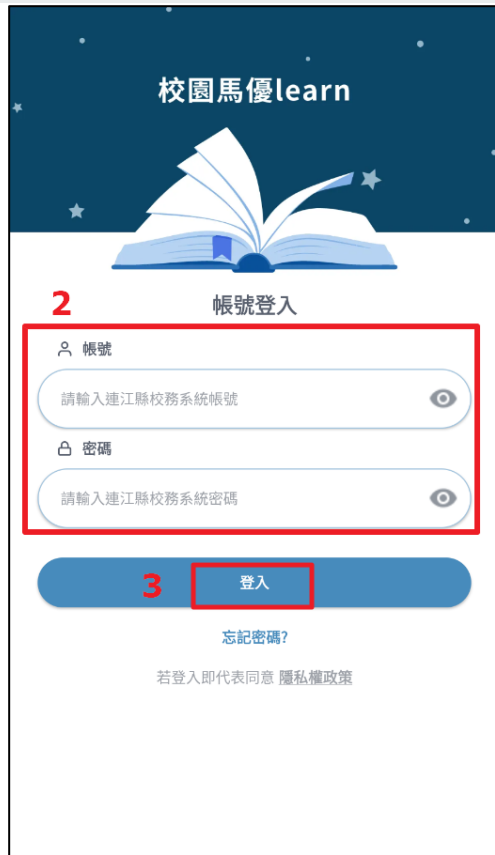 校園馬優learn
2
帳號登入
帳號
請輸入連江縣校務系統帳號
密碼
請輸入連江縣校務系統密碼
3
登入
忘記密碼?
若登入即代表同意 隱私權政策